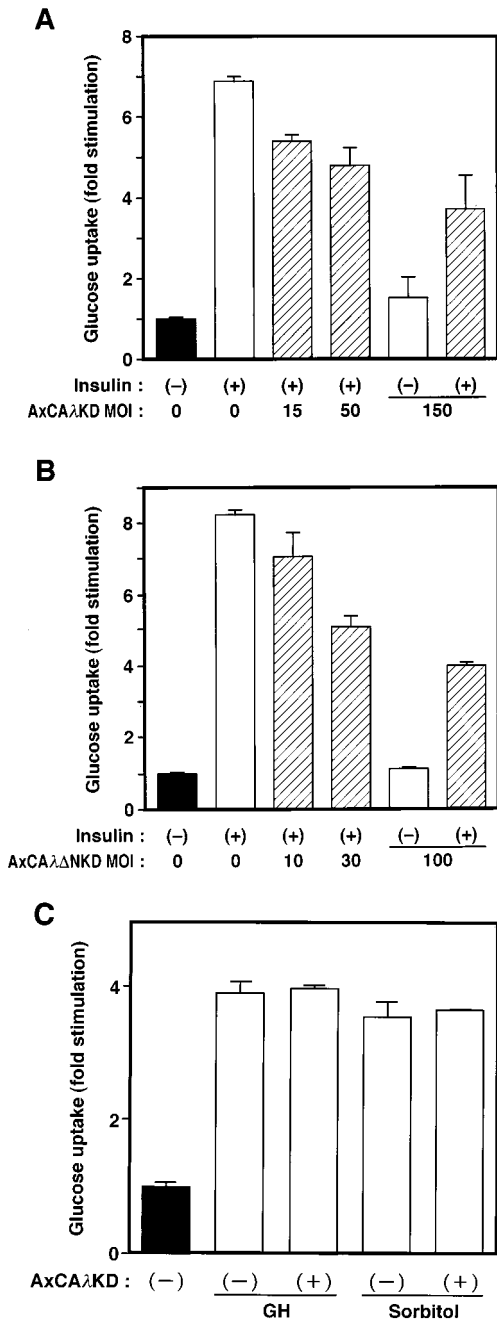 A
Glucose uptake (fold stimulation)
8
6
4
2
0
Insulin : (−) (+) (+) (+) (−) (+)
AxCAλKD MOI : 0 0 15 50 150
B
Glucose uptake (fold stimulation)
8
6
4
2
0
Insulin : (−) (+) (+) (+) (−) (+)
AxCAλΔNKD MOI : 0 0 10 30 100
C
Glucose uptake (fold stimulation)
4
2
0
AxCAλKD : (−) (−) (+) (−) (+)
GH Sorbitol